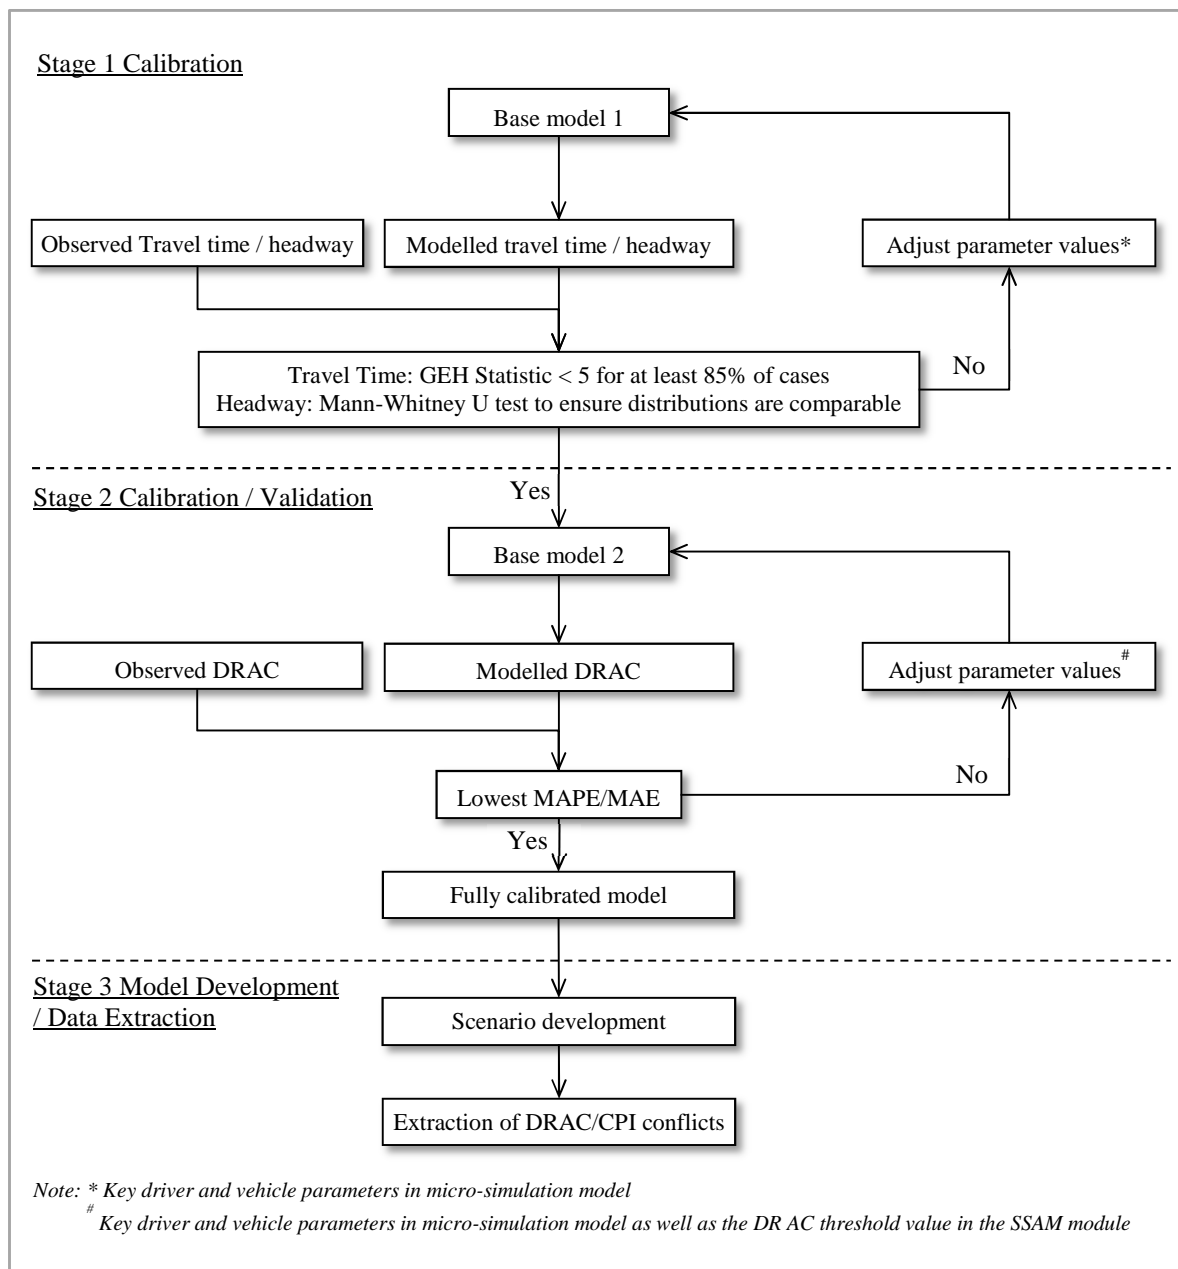 Stage 1 Calibration
Base model 1
Observed Travel time / headway
Modelled travel time / headway
Adjust parameter values*
Travel Time: GEH Statistic < 5 for at least 85% of cases
Headway: Mann-Whitney U test to ensure distributions are comparable
No
Yes
Stage 2 Calibration / Validation
Base model 2
Observed DRAC
Modelled DRAC
Adjust parameter values#
Lowest MAPE/MAE
No
Yes
Fully calibrated model
Stage 3 Model Development
/ Data Extraction
Scenario development
Extraction of DRAC/CPI conflicts
Note: * Key driver and vehicle parameters in micro-simulation model
# Key driver and vehicle parameters in micro-simulation model as well as the DR AC threshold value in the SSAM module